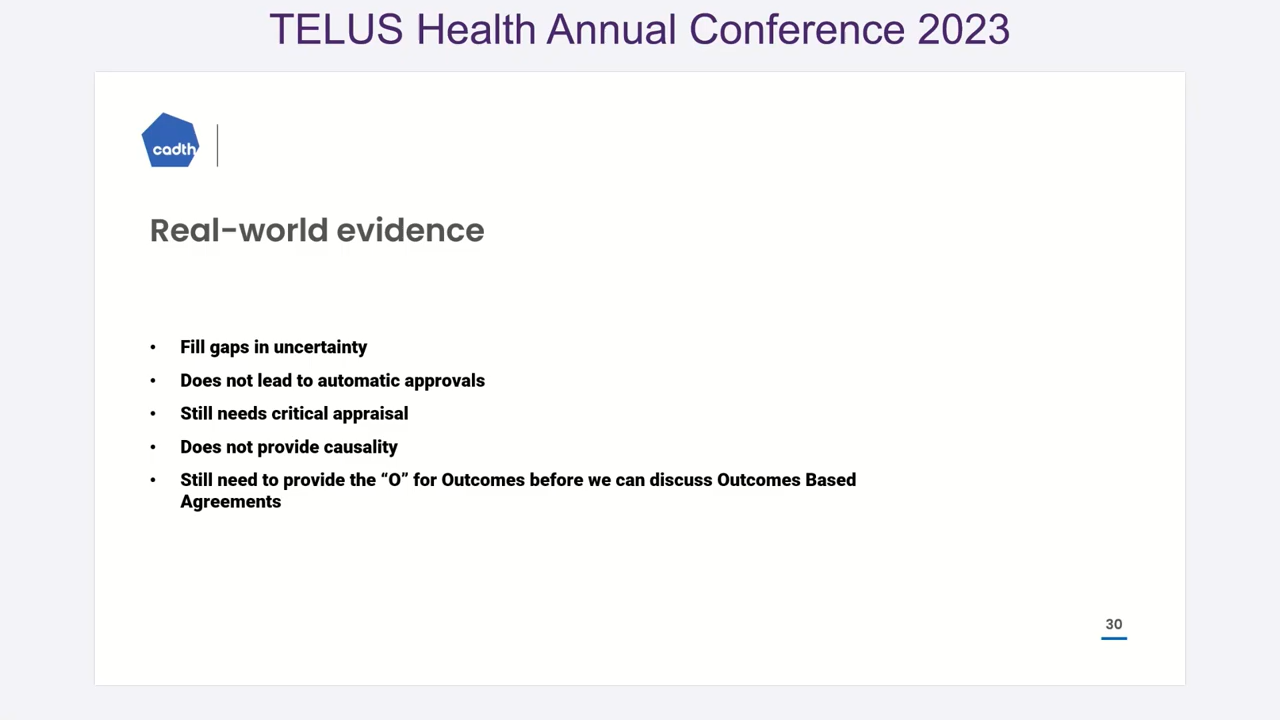 TELUS Health Annual Conference 2023
cadth
Real-world evidence
• Fill gaps in uncertainty
• Does not lead to automatic approvals
• Still needs critical appraisal
• Does not provide causality
• Still need to provide the “O” for Outcomes before we can discuss Outcomes Based
Agreements
30